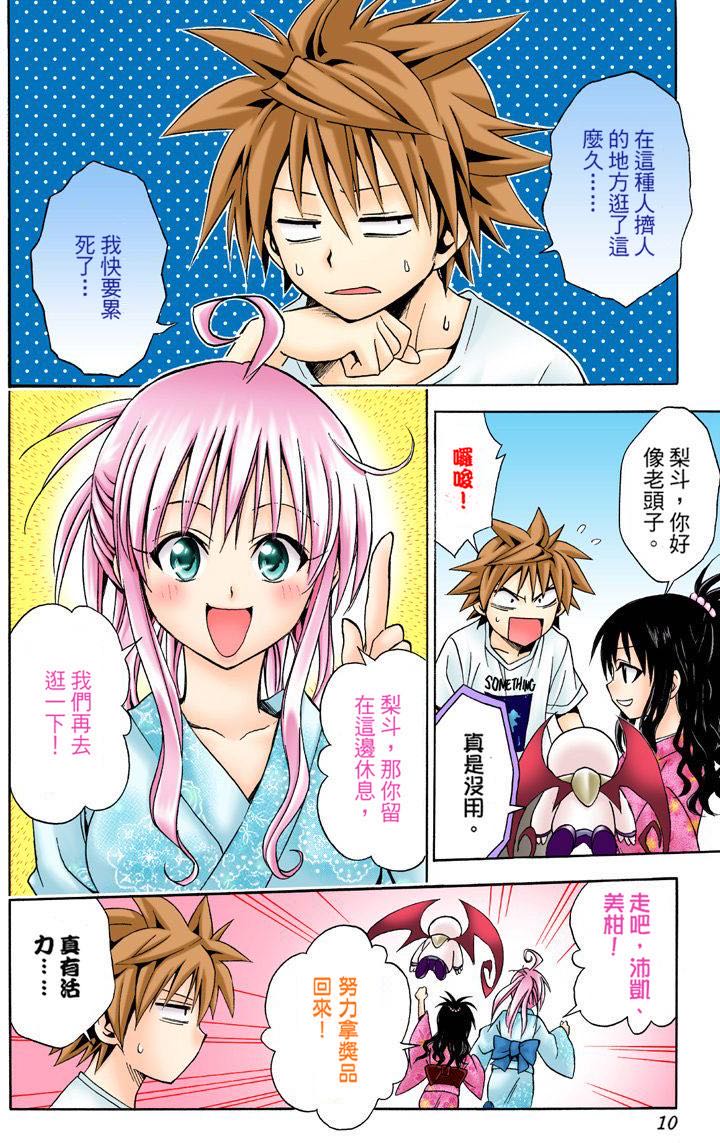 在這種人擠人
的地方逛了這
麼久……
我快要累
死了…
梨斗，你好
像老頭子。
囉唆！
SOMETHING
真是沒用。
梨斗，那你留
在這邊休息，
我們再去
逛一下！
走吧，沛凱、
美柑！
努力拿獎品
回來！
真有活
力……
10